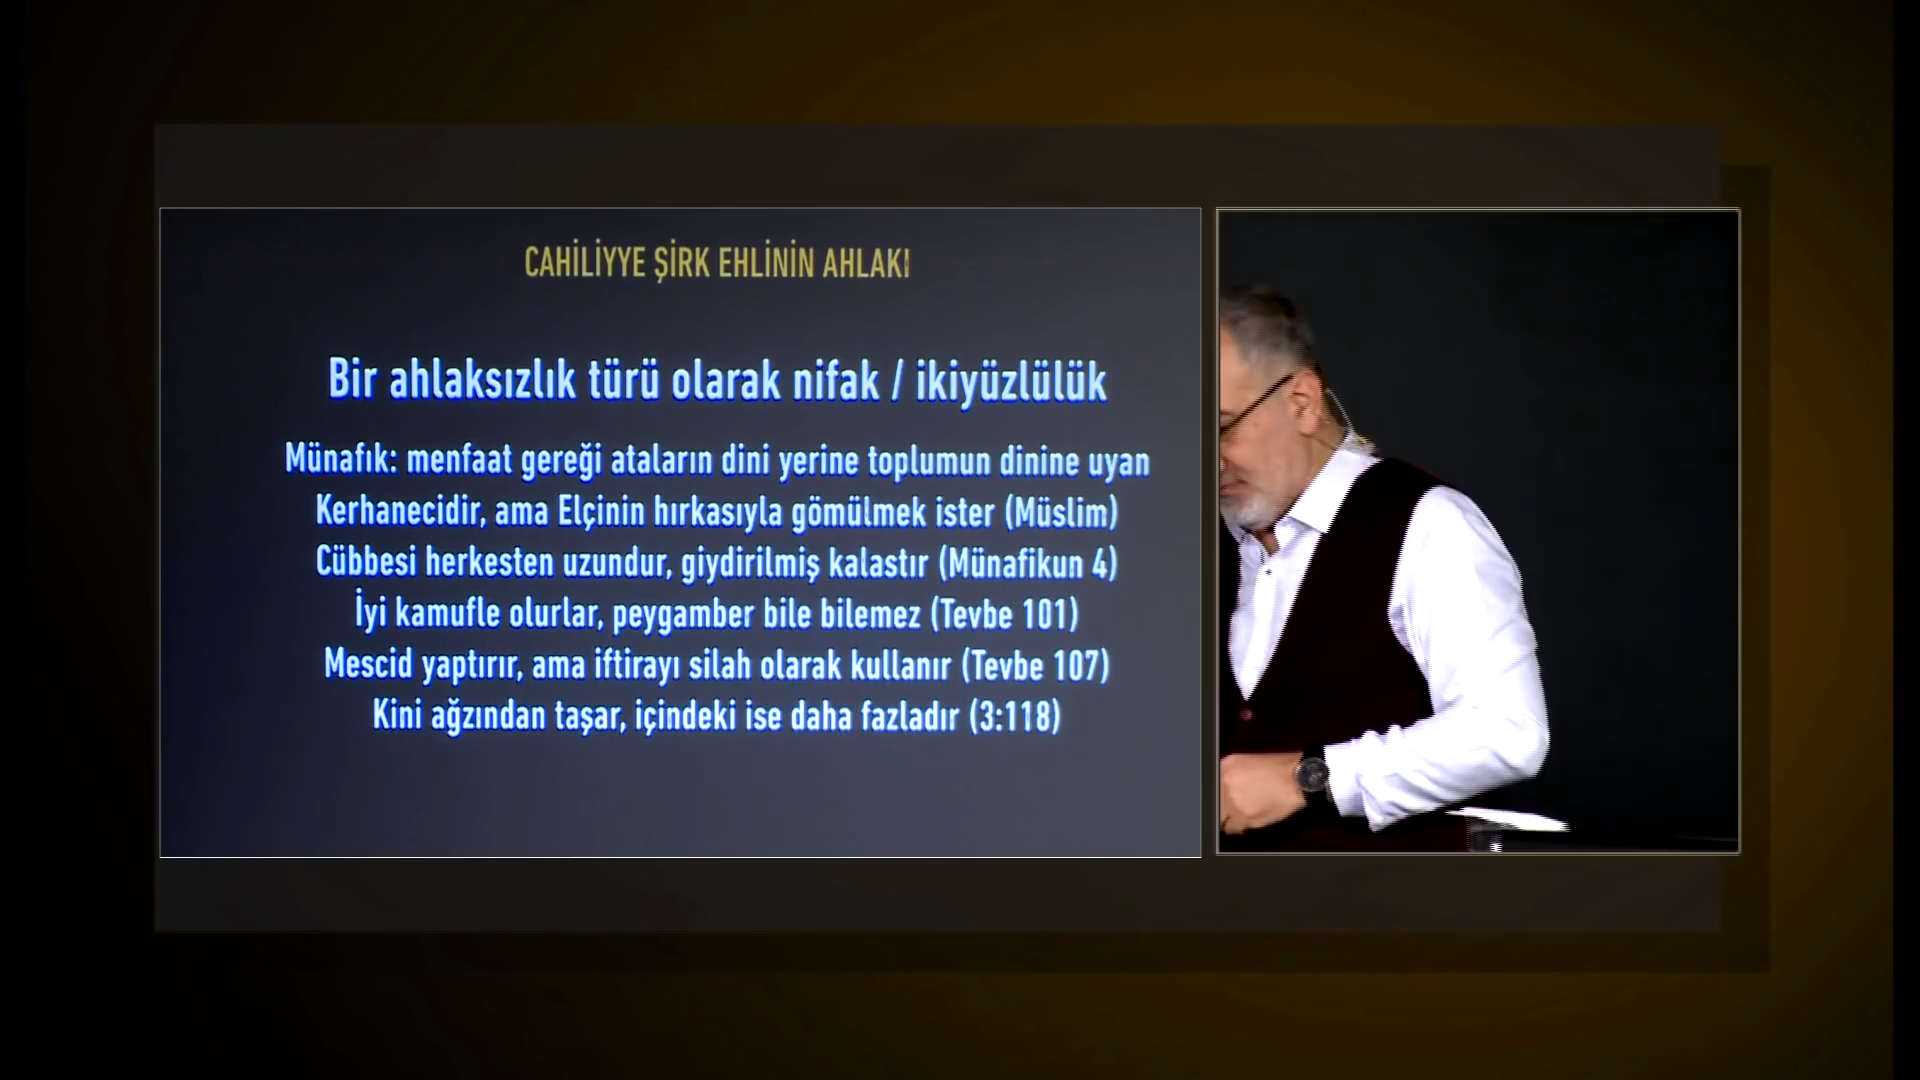 CAHİLİYYE ŞİRK EHLİNİN AHLAKI
Bir ahlaksızlık türü olarak nifak / ikiyüzlülük
Münafık: menfaat gereği ataların dini yerine toplumun dinine uyan
Kerhanecidir, ama Elçinin hırkasıyla gömülmek ister (Müslim)
Cübbesi herkesten uzundur, giydirilmiş kalastır (Münafikun 4)
İyi kamufle olurlar, peygamber bile bilemez (Tevbe 101)
Mescid yaptırır, ama iftirayı silah olarak kullanır (Tevbe 107)
Kini ağzından taşar, içindeki ise daha fazladır (3:118)